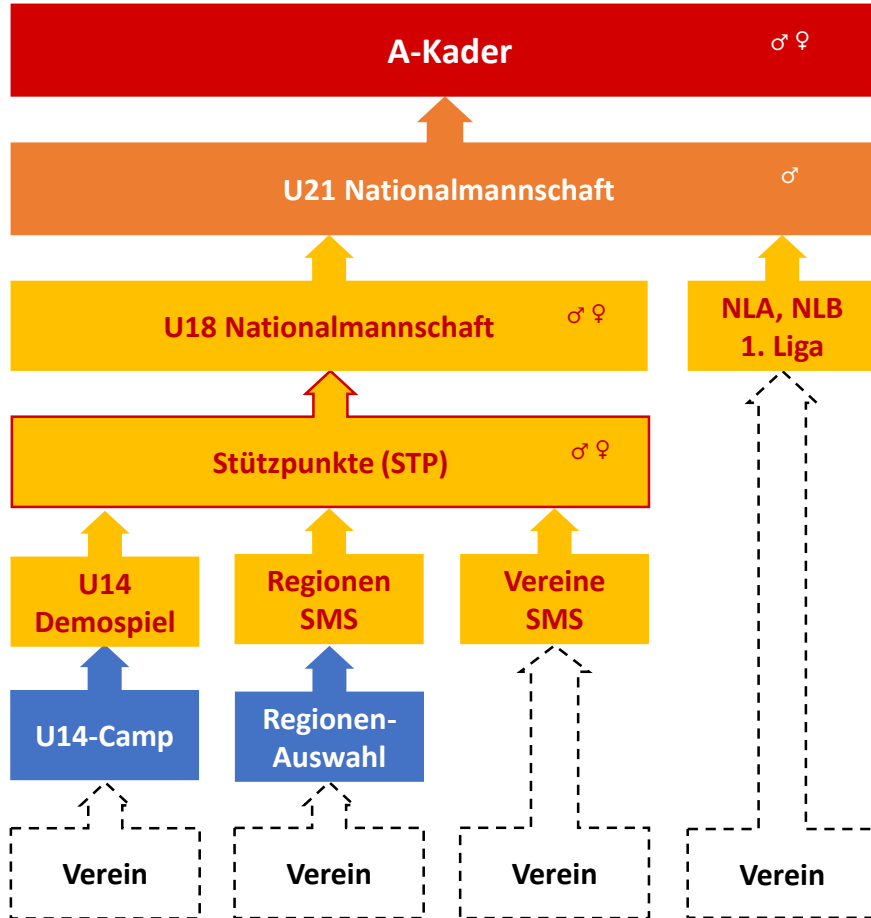 A-Kader ♂ ♀
U21 Nationalmannschaft ♂
U18 Nationalmannschaft ♂ ♀
NLA, NLB
1. Liga
Stützpunkte (STP) ♂ ♀
U14
Demospiel
Regionen
SMS
Vereine
SMS
U14-Camp
Regionen-
Auswahl
Verein
Verein
Verein
Verein